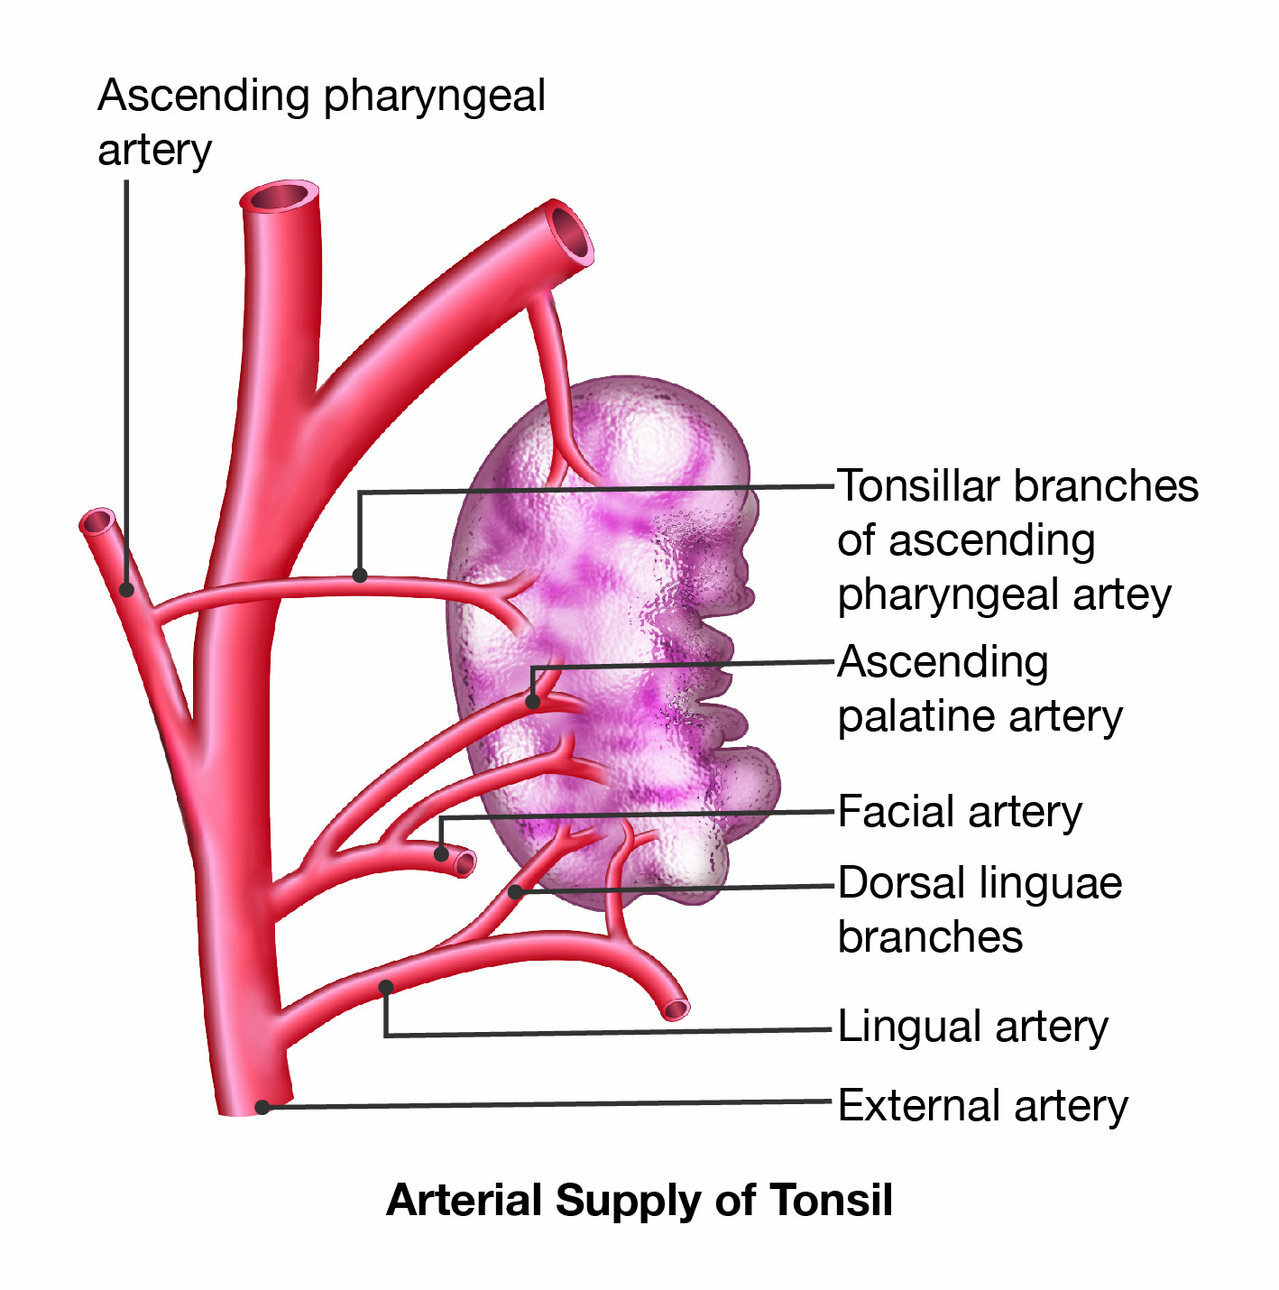 Ascending pharyngeal
artery
Tonsillar branches
of ascending
pharyngeal artey
Ascending
palatine artery
Facial artery
Dorsal linguae
branches
Lingual artery
External artery
Arterial Supply of Tonsil